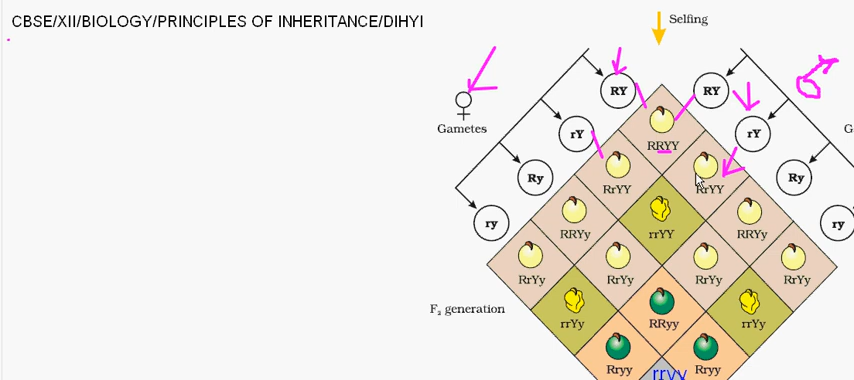 CBSE/XII/BIOLOGY/PRINCIPLES OF INHERITANCE/DIHYI
Selfing
RY RY
Gametes G
rY rY
RRYY
Ry RrYY RrYY Ry
ry RRYy rrYY RRYy ry
RrYy RrYy RrYy RrYy
F₂ generation
rrYy RRyy rrYy
Rryy Rryy
rryy